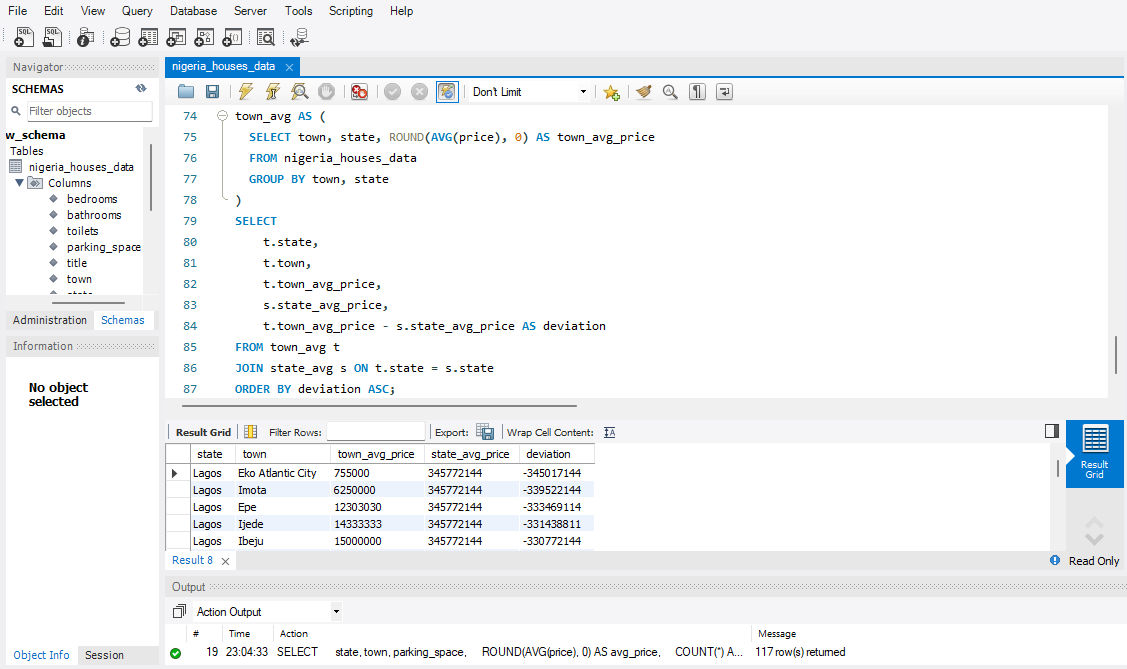 File Edit View Query Database Server Tools Scripting Help
SQL SQL
Navigator
SCHEMAS
Filter objects
w_schema
Tables
nigeria_houses_data
Columns
bedrooms
bathrooms
toilets
parking_space
title
town
Administration Schemas
Information
No object
selected
Object Info Session
nigeria_houses_data
Don't Limit
74 town_avg AS (
75 SELECT town, state, ROUND(AVG(price), 0) AS town_avg_price
76 FROM nigeria_houses_data
77 GROUP BY town, state
78 )
79 SELECT
80 t.state,
81 t.town,
82 t.town_avg_price,
83 s.state_avg_price,
84 t.town_avg_price - s.state_avg_price AS deviation
85 FROM town_avg t
86 JOIN state_avg s ON t.state = s.state
87 ORDER BY deviation ASC;
Result Grid Filter Rows: Export: Wrap Cell Content:
state town town_avg_price state_avg_price deviation
Lagos Eko Atlantic City 755000 345772144 -345017144
Lagos Imota 6250000 345772144 -339522144
Lagos Epe 12303030 345772144 -333469114
Lagos Ijede 14333333 345772144 -331438811
Lagos Ibeju 15000000 345772144 -330772144
Result
Grid
Result 8
Read Only
Output
Action Output
# Time Action Message
19 23:04:33 SELECT state, town, parking_space, ROUND(AVG(price), 0) AS avg_price, COUNT(*) A... 117 row(s) returned